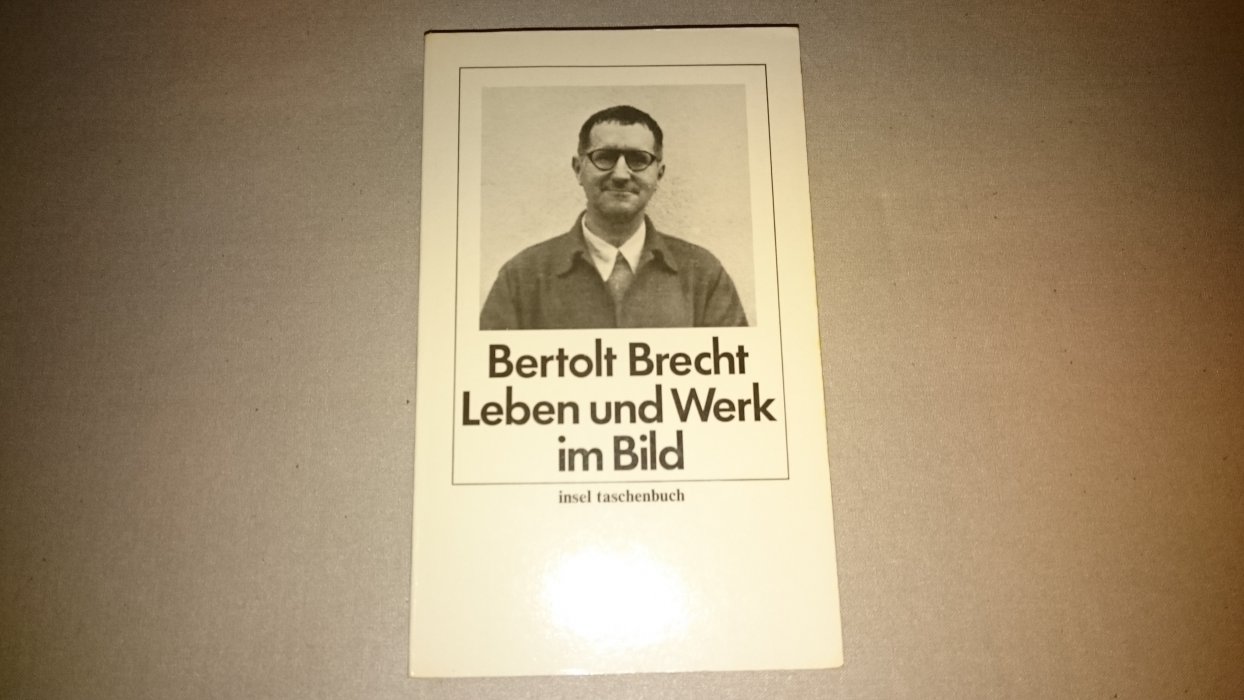 Bertolt Brecht
Leben und Werk
im Bild
insel taschenbuch